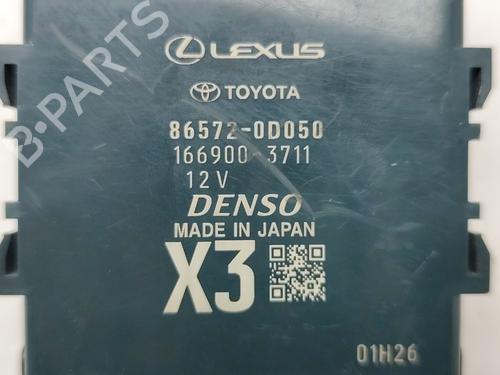 LEXUS
TOYOTA
86572-0D050
166900-3711
12V
DENSO
MADE IN JAPAN
X3
01H26
B-PARTS